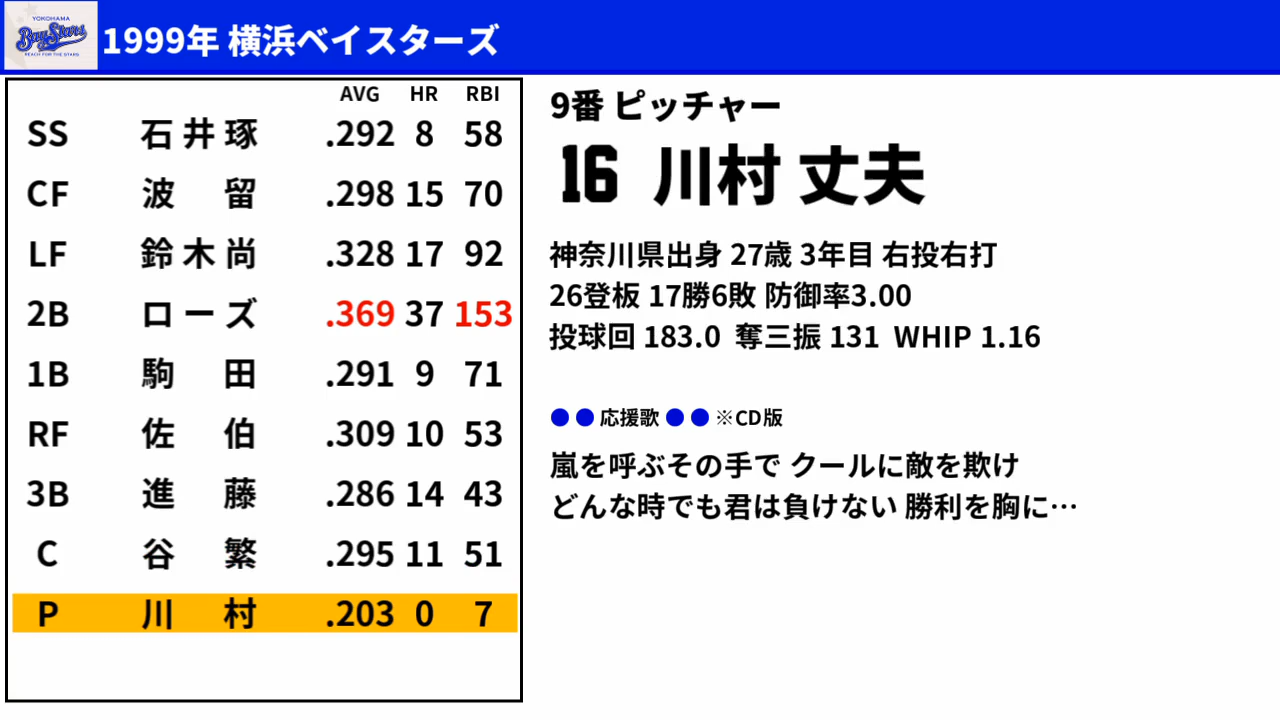 YOKOHAMA
BayStars
REACH FOR THE STARS
1999年 横浜ベイスターズ
AVG HR RBI
SS 石井琢 .292 8 58
CF 波留 .298 15 70
LF 鈴木尚 .328 17 92
2B ローズ .369 37 153
1B 駒田 .291 9 71
RF 佐伯 .309 10 53
3B 進藤 .286 14 43
C 谷繁 .295 11 51
P 川村 .203 0 7
9番 ピッチャー
16 川村 丈夫
神奈川県出身 27歳 3年目 右投右打
26登板 17勝6敗 防御率3.00
投球回 183.0 奪三振 131 WHIP 1.16
●●応援歌●● ※CD版
嵐を呼ぶその手で クールに敵を欺け
どんな時でも君は負けない 勝利を胸に…